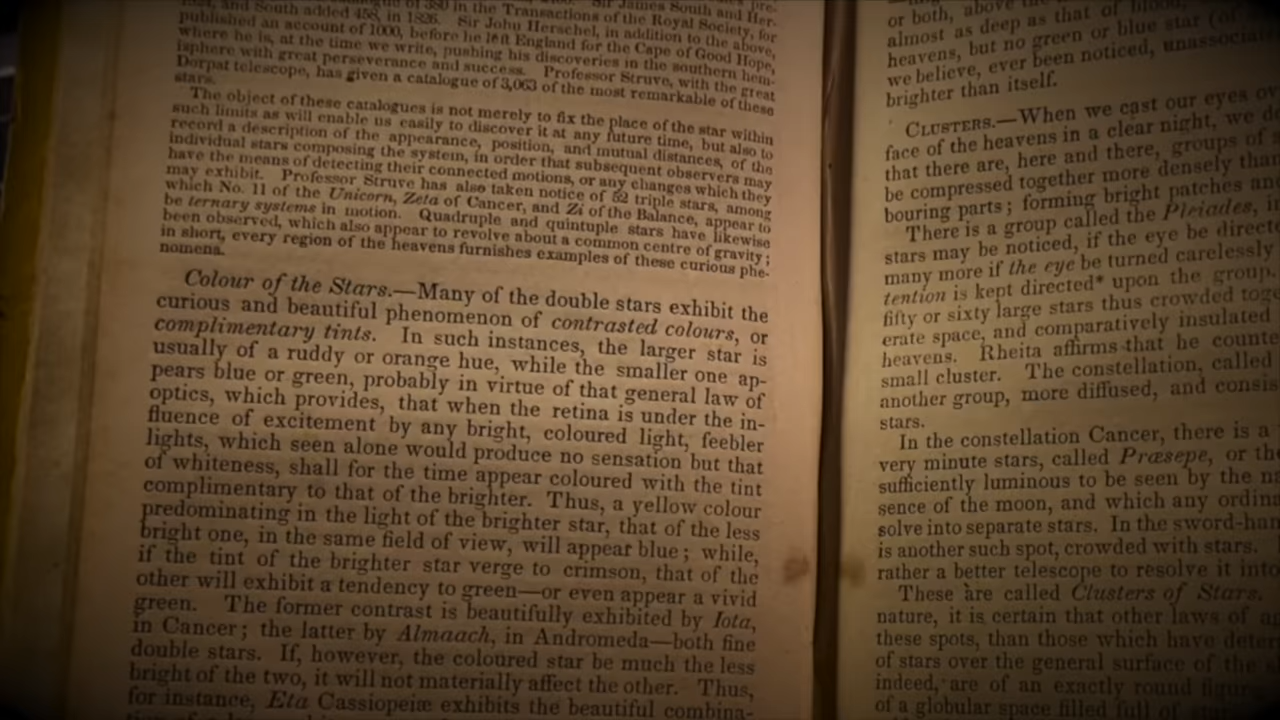 of 380 in the Transactions of the Royal Society, for
and South added 458, in 1826. Sir John Herschel, in addition to the above,
published an account of 1000, before he left England for the Cape of Good Hope,
where he is, at the time we write, pushing his discoveries in the southern hem-
isphere with great perseverance and success. Professor Struve, with the great
Dorpat telescope, has given a catalogue of 3,063 of the most remarkable of these
stars.
The object of these catalogues is not merely to fix the place of the star within
such limits as will enable us easily to discover it at any future time, but also to
record a description of the appearance, position, and mutual distances, of the
individual stars composing the system, in order that subsequent observers may
have the means of detecting their connected motions, or any changes which they
may exhibit. Professor Struve has also taken notice of 52 triple stars, among
which No. 11 of the Unicorn, Zeta of Cancer, and Zi of the Balance, appear to
be ternary systems in motion. Quadruple and quintuple stars have likewise
been observed, which also appear to revolve about a common centre of gravity;
in short, every region of the heavens furnishes examples of these curious phe-
nomena.
Colour of the Stars.—Many of the double stars exhibit the
curious and beautiful phenomenon of contrasted colours, or
complimentary tints. In such instances, the larger star is
usually of a ruddy or orange hue, while the smaller one ap-
pears blue or green, probably in virtue of that general law of
optics, which provides, that when the retina is under the in-
fluence of excitement by any bright, coloured light, feebler
lights, which seen alone would produce no sensation but that
of whiteness, shall for the time appear coloured with the tint
complimentary to that of the brighter. Thus, a yellow colour
predominating in the light of the brighter star, that of the less
bright one, in the same field of view, will appear blue; while,
if the tint of the brighter star verge to crimson, that of the
other will exhibit a tendency to green—or even appear a vivid
green. The former contrast is beautifully exhibited by Iota,
in Cancer; the latter by Almaach, in Andromeda—both fine
double stars. If, however, the coloured star be much the less
bright of the two, it will not materially affect the other. Thus,
for instance, Eta Cassiopeiæ exhibits the beautiful combina-
or both, above the
almost as deep as that of blood,
heavens, but no green or blue star (of
we believe, ever been noticed, unassociated
brighter than itself.
CLUSTERS.—When we cast our eyes ov
face of the heavens in a clear night, we d
that there are, here and there, groups of s
be compressed together more densely than
bouring parts; forming bright patches and
There is a group called the Pleiades, i
stars may be noticed, if the eye be directe
many more if the eye be turned carelessly
tention is kept directed* upon the group.
fifty or sixty large stars thus crowded toge
erate space, and comparatively insulated
heavens. Rheita affirms that he counte
small cluster. The constellation, called
another group, more diffused, and consis
stars.
In the constellation Cancer, there is a
very minute stars, called Præsepe, or the
sufficiently luminous to be seen by the n
sence of the moon, and which any ordin
solve into separate stars. In the sword-han
is another such spot, crowded with stars.
rather a better telescope to resolve it into
These are called Clusters of Stars.
nature, it is certain that other laws of a
these spots, than those which have deter
of stars over the general surface of the s
indeed, are of an exactly round figur
of a globular space filled full of star